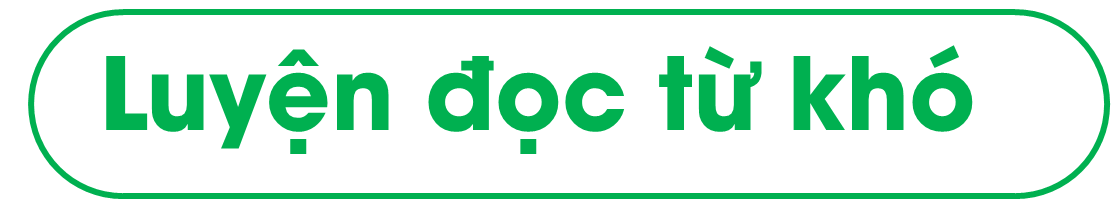 Luyện đọc từ khó